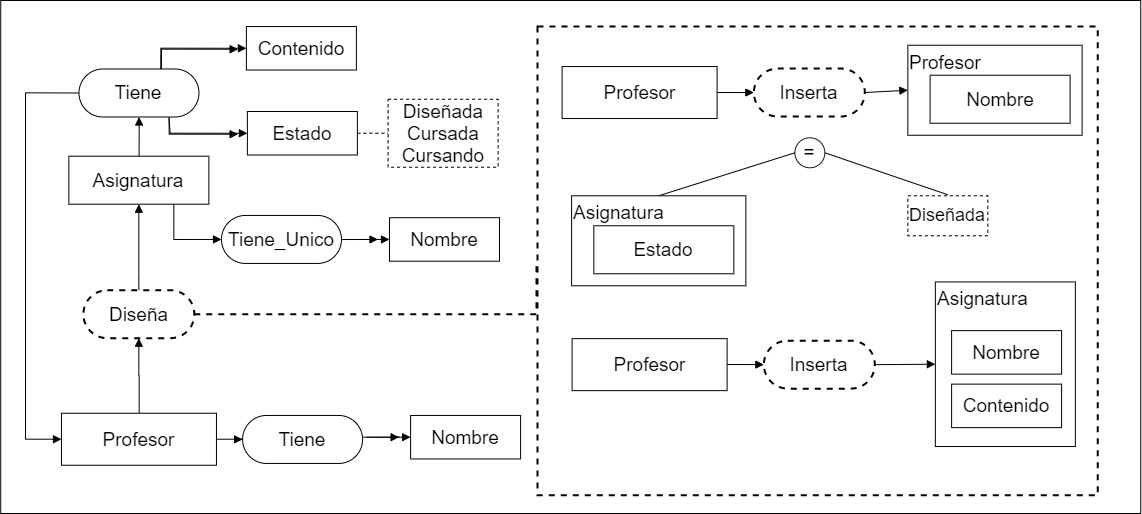 Contenido
Tiene
Estado
Diseñada
Cursada
Cursando
Asignatura
Tiene_Unico
Nombre
Diseña
Profesor
Tiene
Nombre
Profesor
Inserta
Profesor
Nombre
=
Asignatura
Estado
Diseñada
Profesor
Inserta
Asignatura
Nombre
Contenido